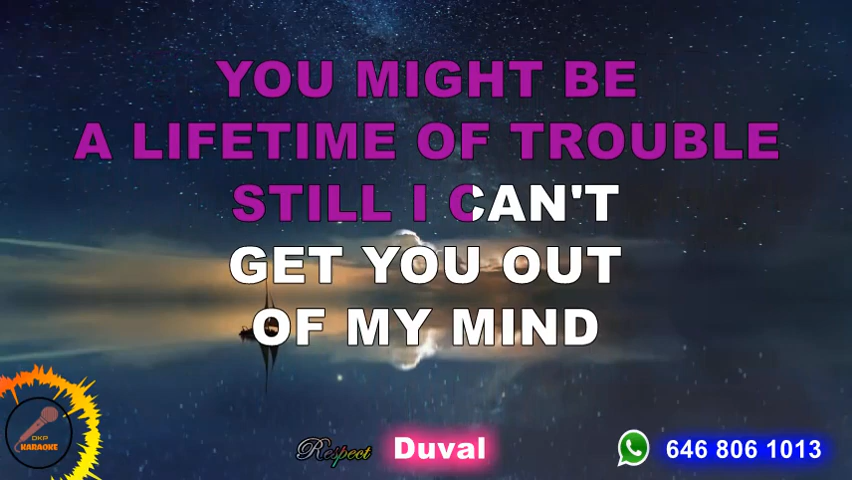 YOU MIGHT BE
A LIFETIME OF TROUBLE
STILL I CAN'T
GET YOU OUT
OF MY MIND
DKP
KARAOKE
Respect Duval 646 806 1013